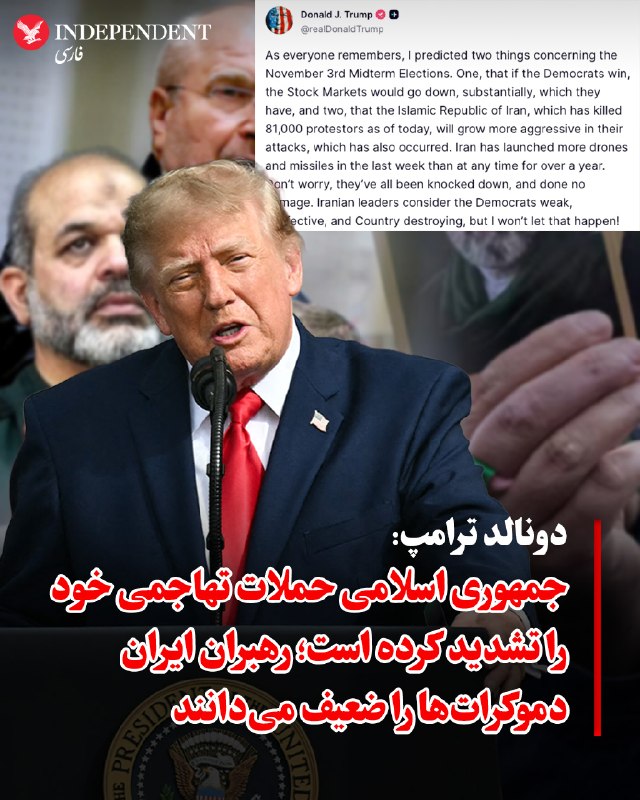 INDEPENDENT
فارسی
Donald J. Trump
@realDonaldTrump
As everyone remembers, I predicted two things concerning the
November 3rd Midterm Elections. One, that if the Democrats win,
the Stock Markets would go down, substantially, which they
have, and two, that the Islamic Republic of Iran, which has killed
81,000 protestors as of today, will grow more aggressive in their
attacks, which has also occurred. Iran has launched more drones
and missiles in the last week than at any time for over a year.
on't worry, they've all been knocked down, and done no
mage. Iranian leaders consider the Democrats weak,
fective, and Country destroying, but I won't let that happen!
دونالد ترامپ:
جمهوری اسلامی حملات تهاجمی خود
را تشدید کرده است؛ رهبران ایران
دموکرات‌ها را ضعیف می‌دانند
PRESIDENT
UNITED